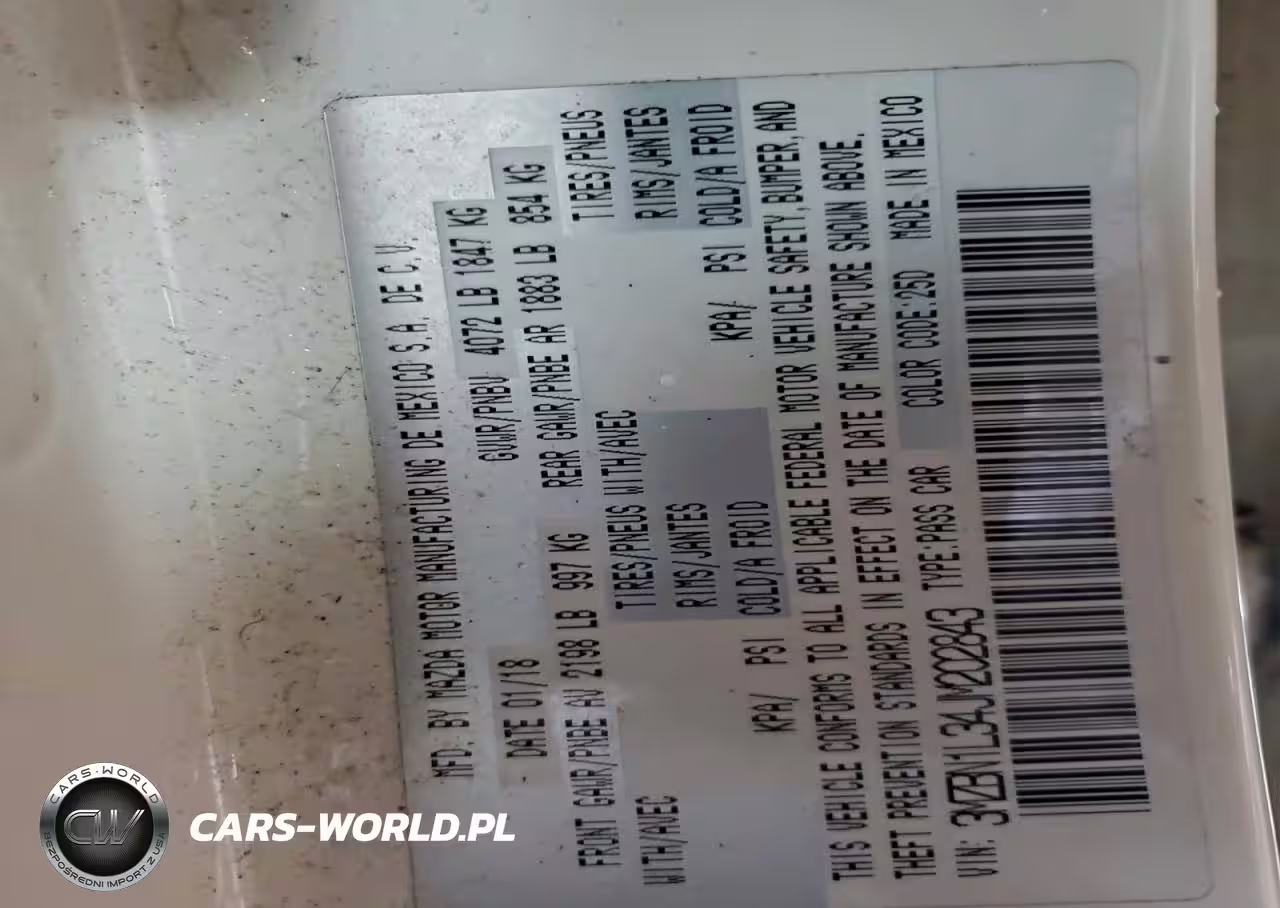 MFD. BY MAZDA MOTOR MANUFACTURING DE MEXICO S.A. DE C.V
DATE 01/18 GVWR/PNBV 4072 LB 1847 KG
FRONT GAWR/PNBE AV 2198 LB 997 KG REAR GAWR/PNBE AR 1883 LB 854 KG
WITH/AVEC TIRES/PNEUS WITH/AVEC TIRES/PNEUS
RIMS/JANTES RIMS/JANTES
KPA/ PSI COLD/A FROID KPA/ PSI COLD/A FROID
THIS VEHICLE CONFORMS TO ALL APPLICABLE FEDERAL MOTOR VEHICLE SAFETY,BUMPER,AND
THEFT PREVENTION STANDARDS IN EFFECT ON THE DATE OF MANUFACTURE SHOWN ABOVE.
VIN: 3MZBN1L34JM202843 TYPE:PASS CAR COLOR CODE:25D MADE IN MEXICO
CARS-WORLD
CW
BEZPOŚREDNI IMPORT Z USA
CARS-WORLD.PL